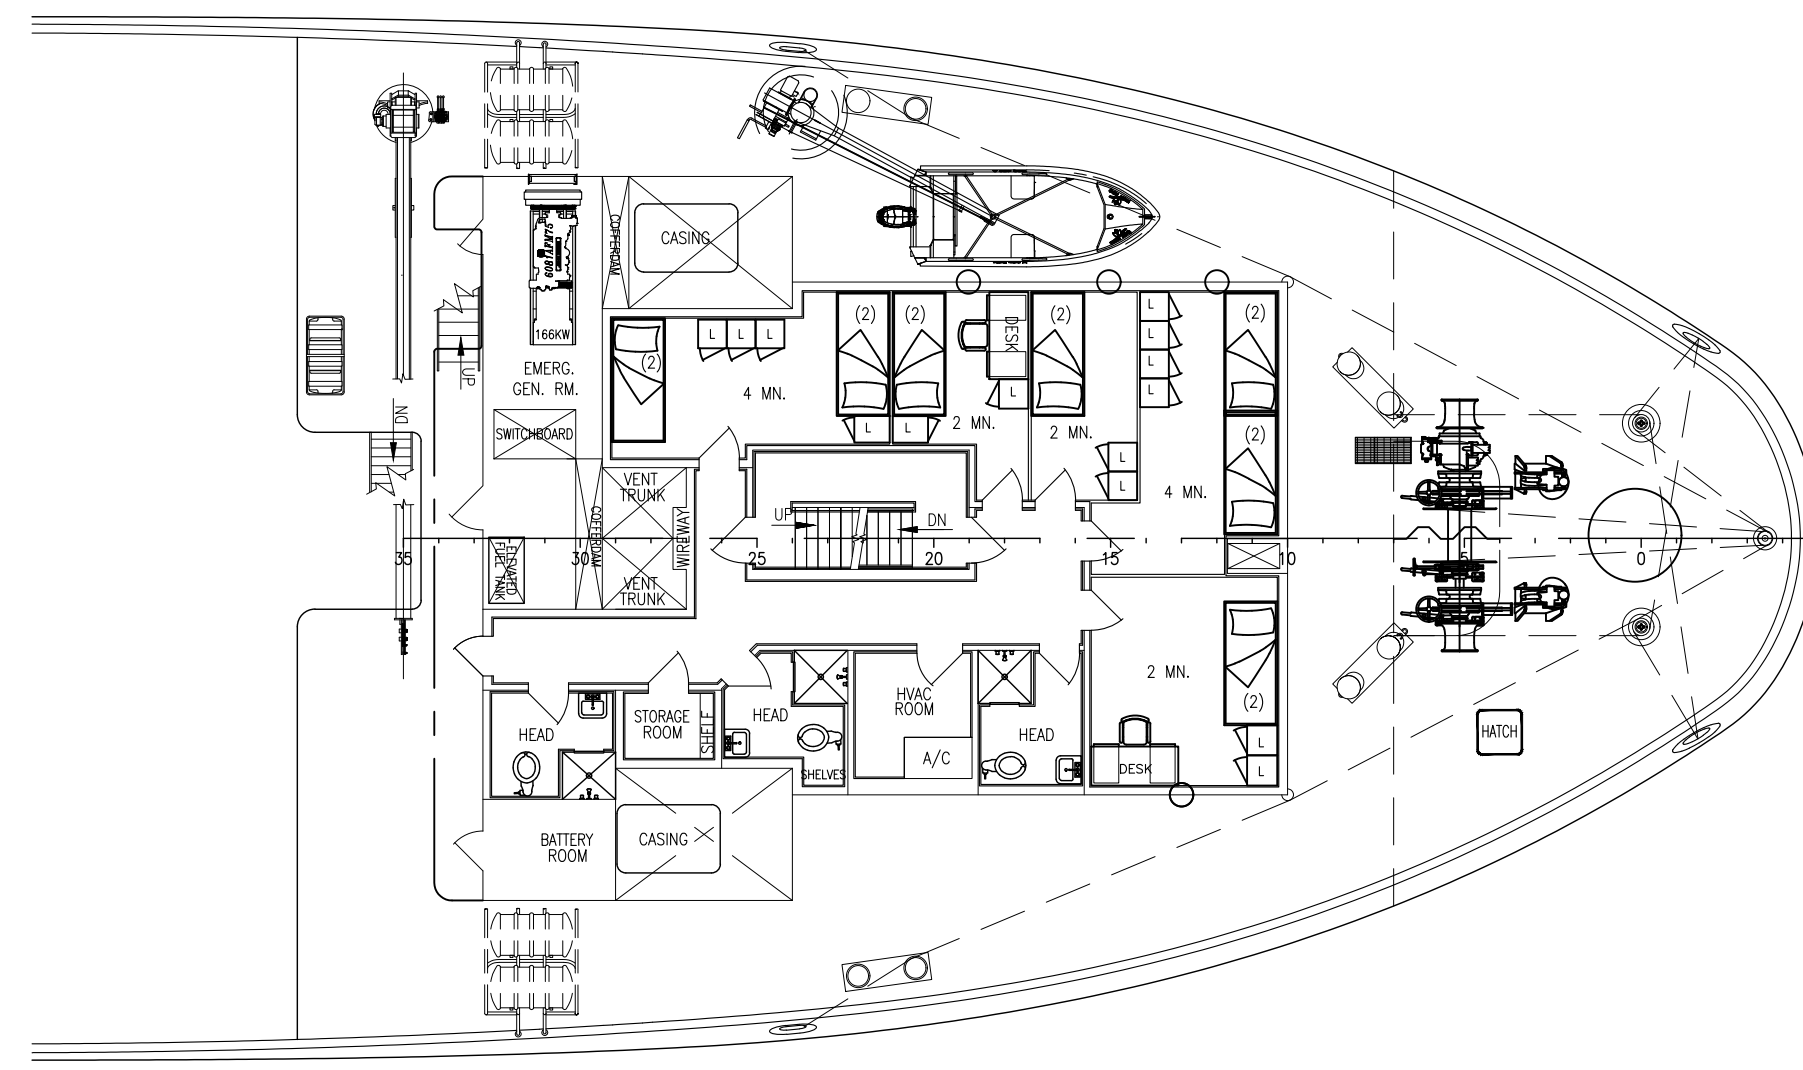 COFFERDAM
CASING
6081AFM75
166KW
EMERG.
GEN. RM.
UP
DN
SWITCHBOARD
(2)
L
L
L
4 MN.
(2)
(2)
L
L
DESK
L
2 MN.
(2)
2 MN.
L
L
L
L
L
L
4 MN.
(2)
(2)
VENT
TRUNK
COFFERDAM
WIREWAY
VENT
TRUNK
ELEVATED
FUEL TANK
UP
DN
35
30
25
20
15
10
5
0
2 MN.
(2)
L
L
DESK
HEAD
STORAGE
ROOM
SHELF
HEAD
SHELVES
HVAC
ROOM
A/C
HEAD
HATCH
BATTERY
ROOM
CASING